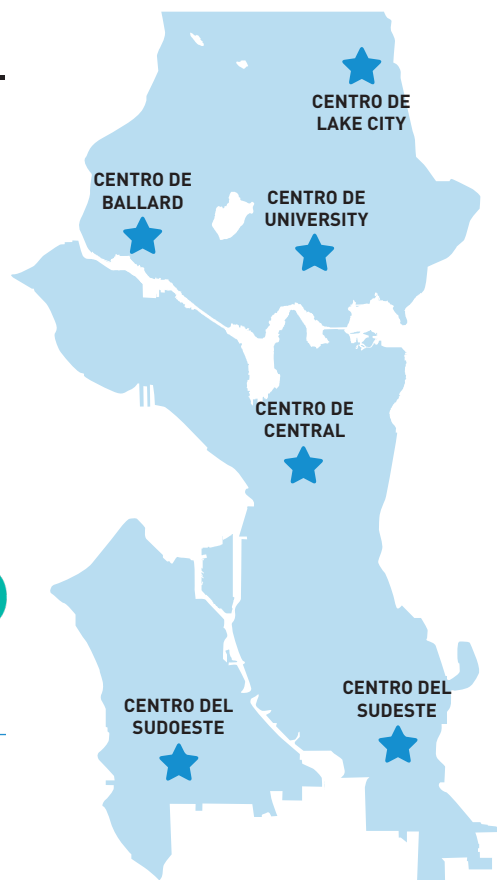 CENTRO DE
LAKE CITY
CENTRO DE
BALLARD
CENTRO DE
UNIVERSITY
CENTRO DE
CENTRAL
CENTRO DEL
SUDOESTE
CENTRO DEL
SUDESTE